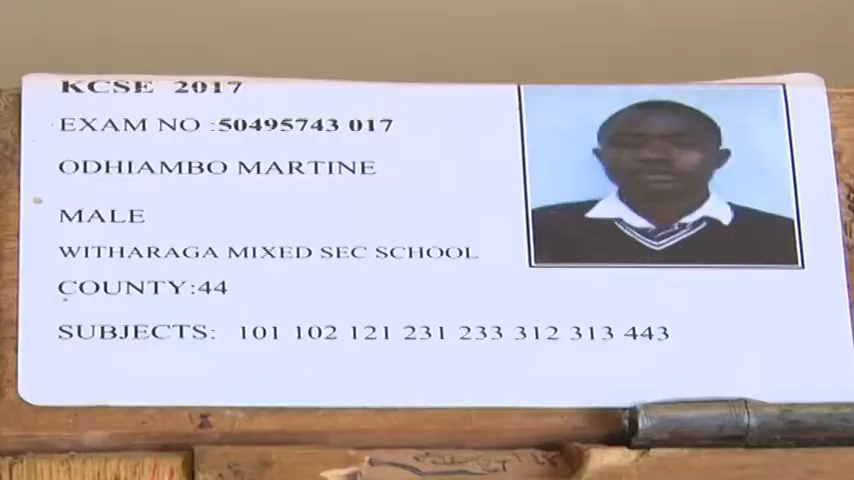 KCSE 2017
EXAM NO :50495743 017
ODHIAMBO MARTINE
MALE
WITHARAGA MIXED SEC SCHOOL
COUNTY:44
SUBJECTS: 101 102 121 231 233 312 313 443